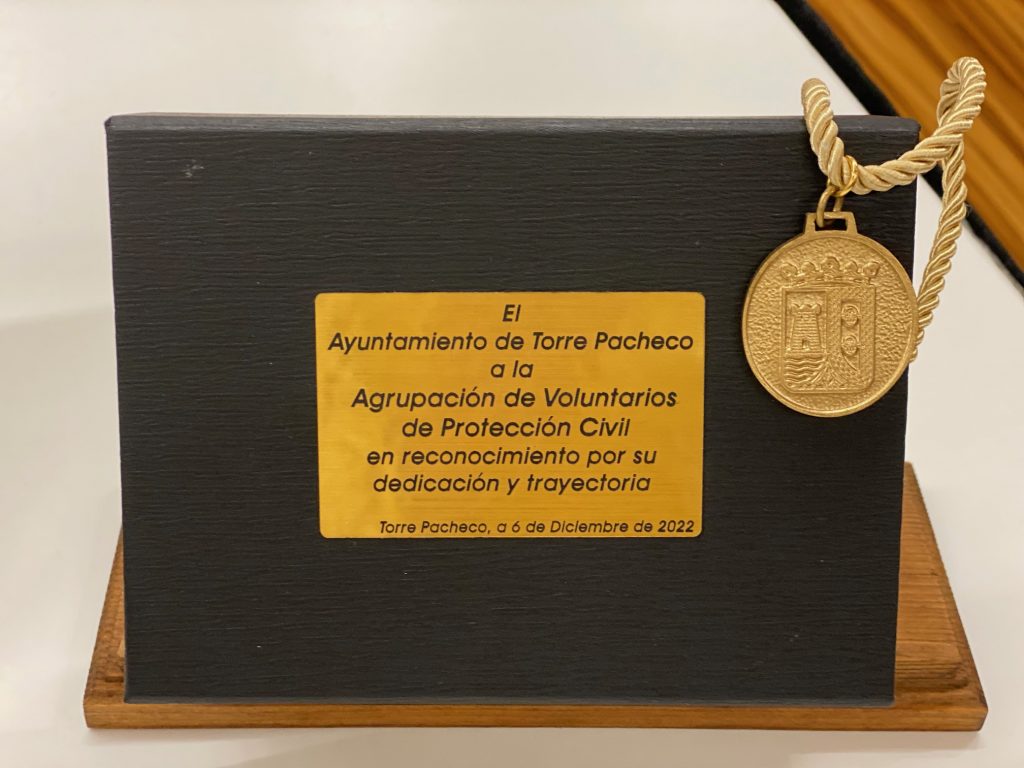 El
Ayuntamiento de Torre Pacheco
a la
Agrupación de Voluntarios
de Protección Civil
en reconocimiento por su
dedicación y trayectoria
Torre Pacheco, a 6 de Diciembre de 2022